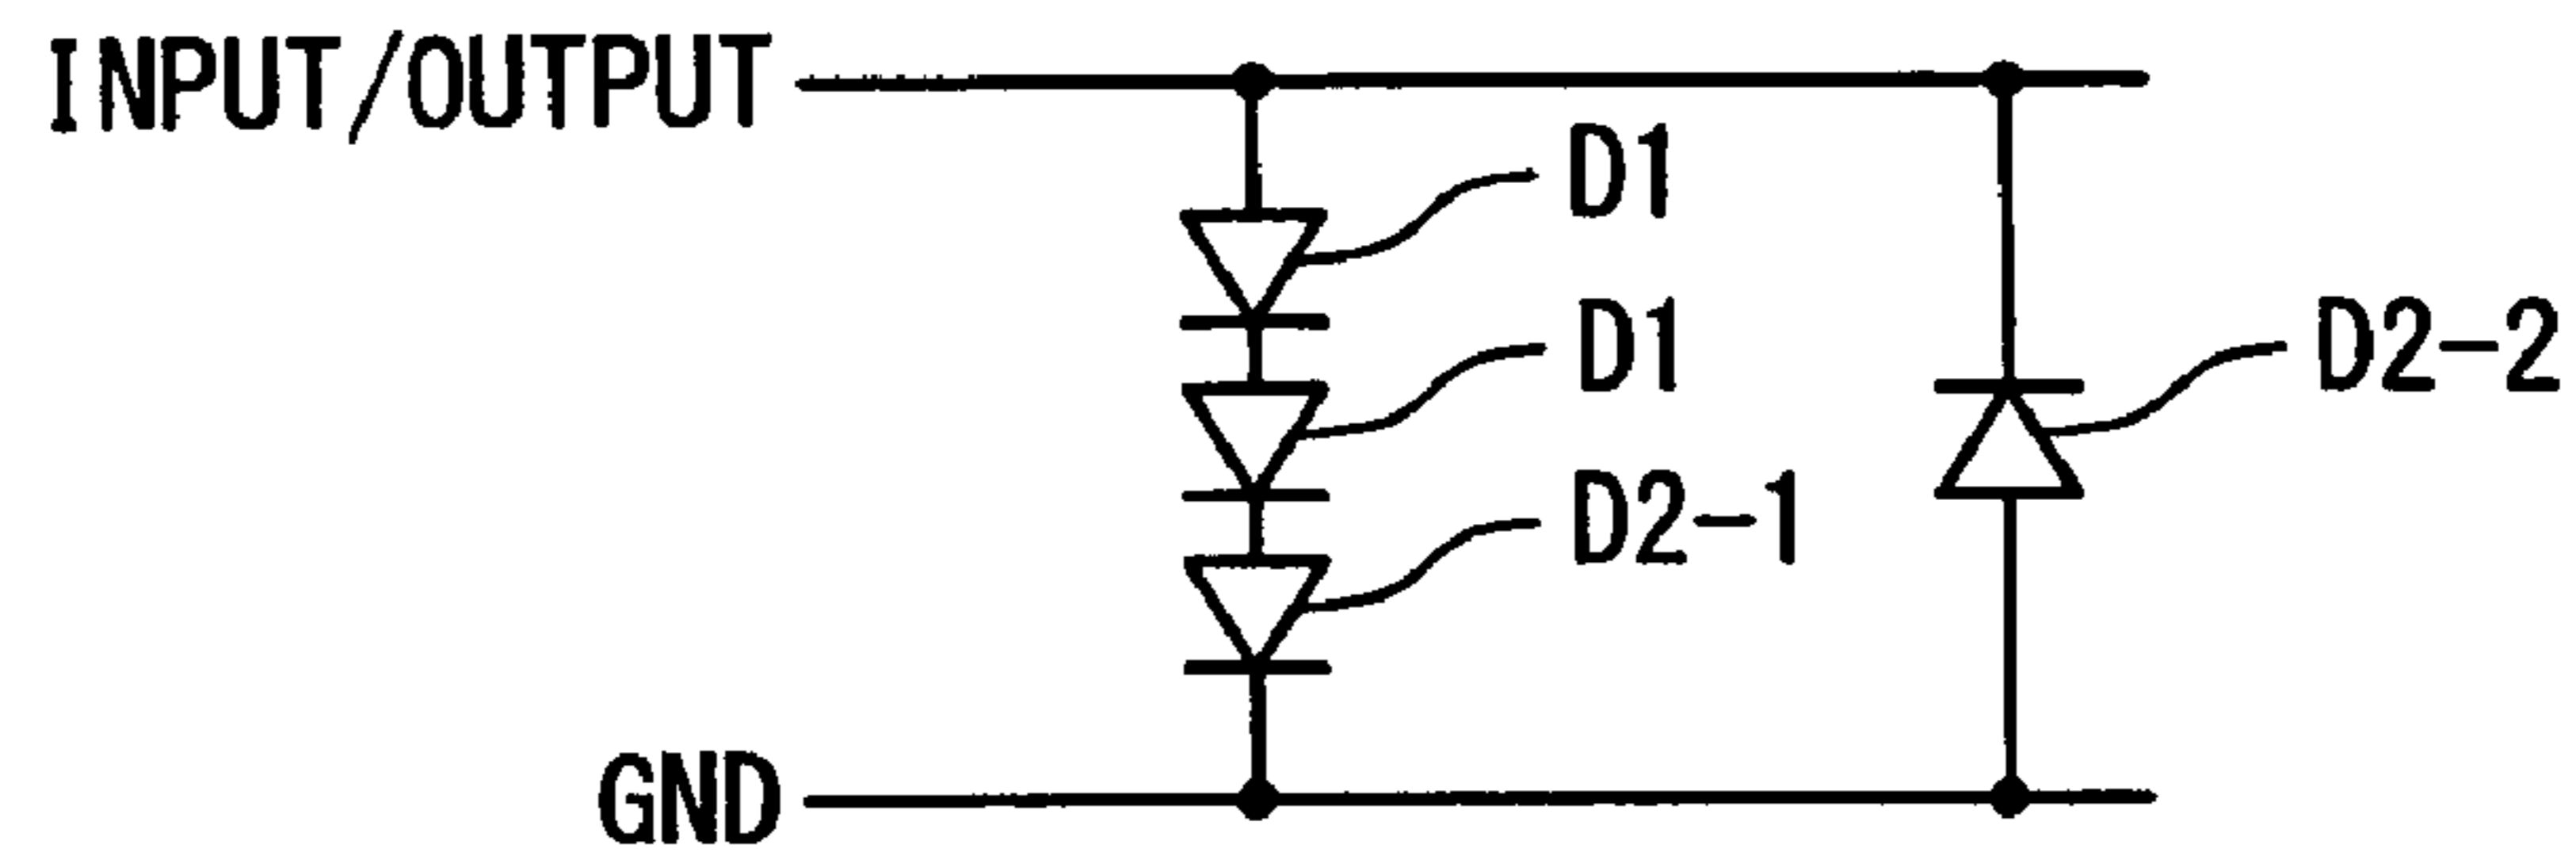 INPUT/OUTPUT
D1
D1
D2-2
D2-1
GND